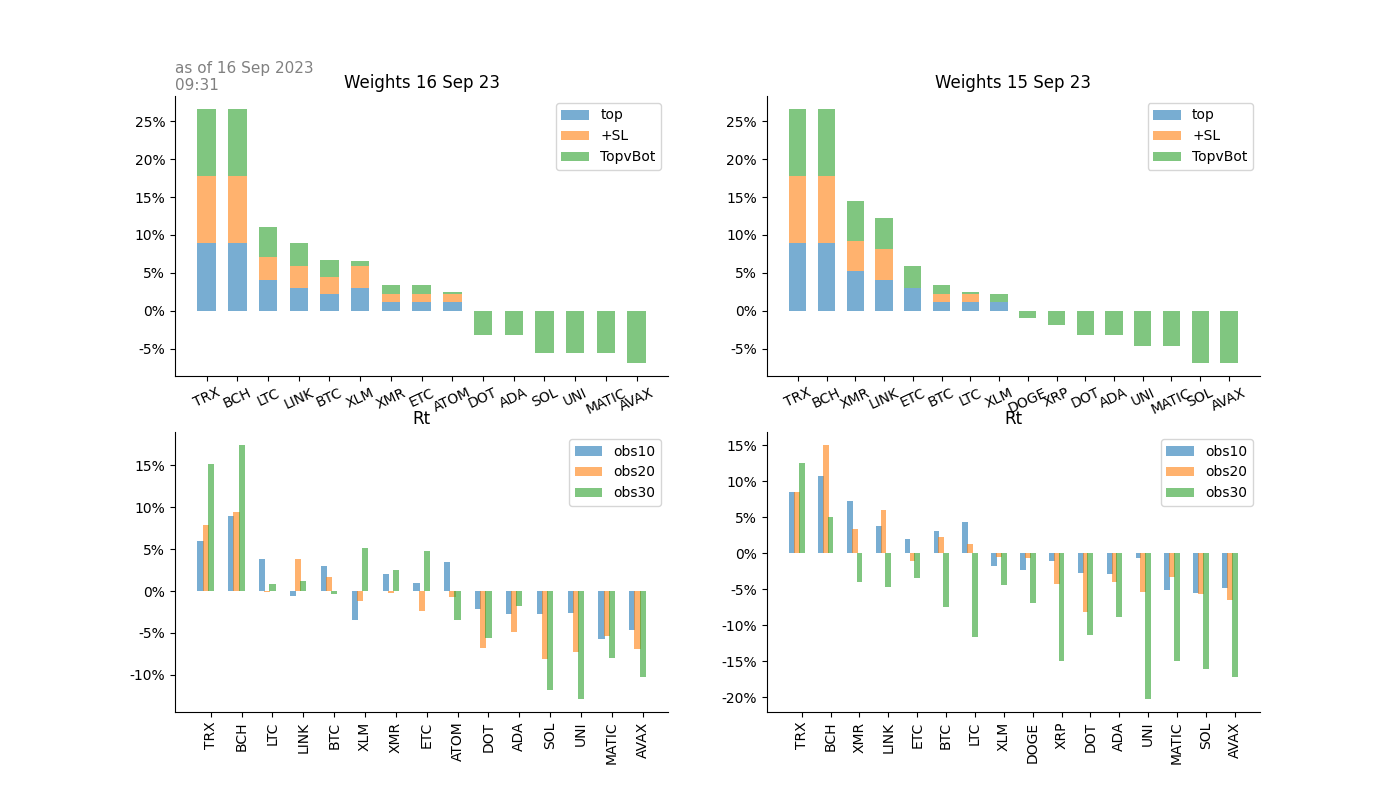 as of 16 Sep 2023
09:31
Weights 16 Sep 23
25%
20%
15%
10%
5%
0%
-5%
top
+SL
TopvBot
TRX BCH LTC LINK BTC XLM XMR ETC ATOM DOT ADA SOL UNI MATIC AVAX
Weights 15 Sep 23
25%
20%
15%
10%
5%
0%
-5%
top
+SL
TopvBot
TRX BCH XMR LINK ETC BTC LTC XLM DOGE XRP DOT ADA UNI MATIC SOL AVAX
Rt
15%
10%
5%
0%
-5%
-10%
obs10
obs20
obs30
TRX BCH LTC LINK BTC XLM XMR ETC ATOM DOT ADA SOL UNI MATIC AVAX
Rt
15%
10%
5%
0%
-5%
-10%
-15%
-20%
obs10
obs20
obs30
TRX BCH XMR LINK ETC BTC LTC XLM DOGE XRP DOT ADA UNI MATIC SOL AVAX